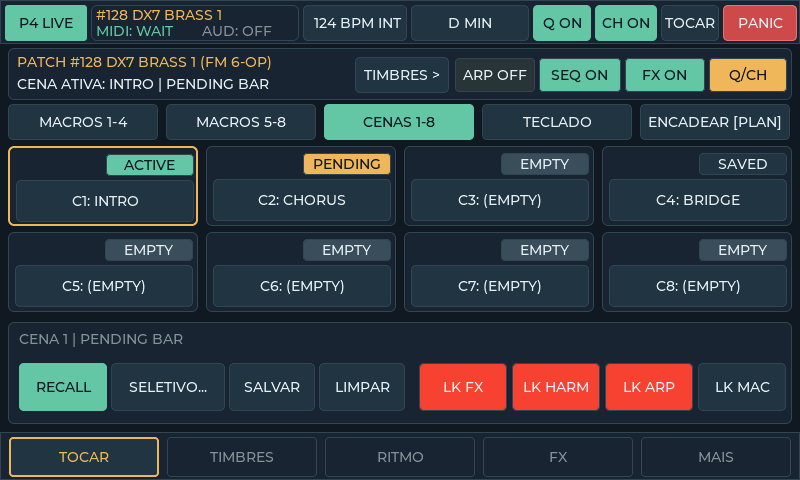 P4 LIVE
#128 DX7 BRASS 1
MIDI: WAIT AUD: OFF
124 BPM INT
D MIN
Q ON
CH ON
TOCAR
PANIC
PATCH #128 DX7 BRASS 1 (FM 6-OP)
CENA ATIVA: INTRO | PENDING BAR
TIMBRES >
ARP OFF
SEQ ON
FX ON
Q/CH
MACROS 1-4
MACROS 5-8
CENAS 1-8
TECLADO
ENCADEAR [PLAN]
ACTIVE
C1: INTRO
PENDING
C2: CHORUS
EMPTY
C3: (EMPTY)
SAVED
C4: BRIDGE
EMPTY
C5: (EMPTY)
EMPTY
C6: (EMPTY)
EMPTY
C7: (EMPTY)
EMPTY
C8: (EMPTY)
CENA 1 | PENDING BAR
RECALL
SELETIVO...
SALVAR
LIMPAR
LK FX
LK HARM
LK ARP
LK MAC
TOCAR
TIMBRES
RITMO
FX
MAIS